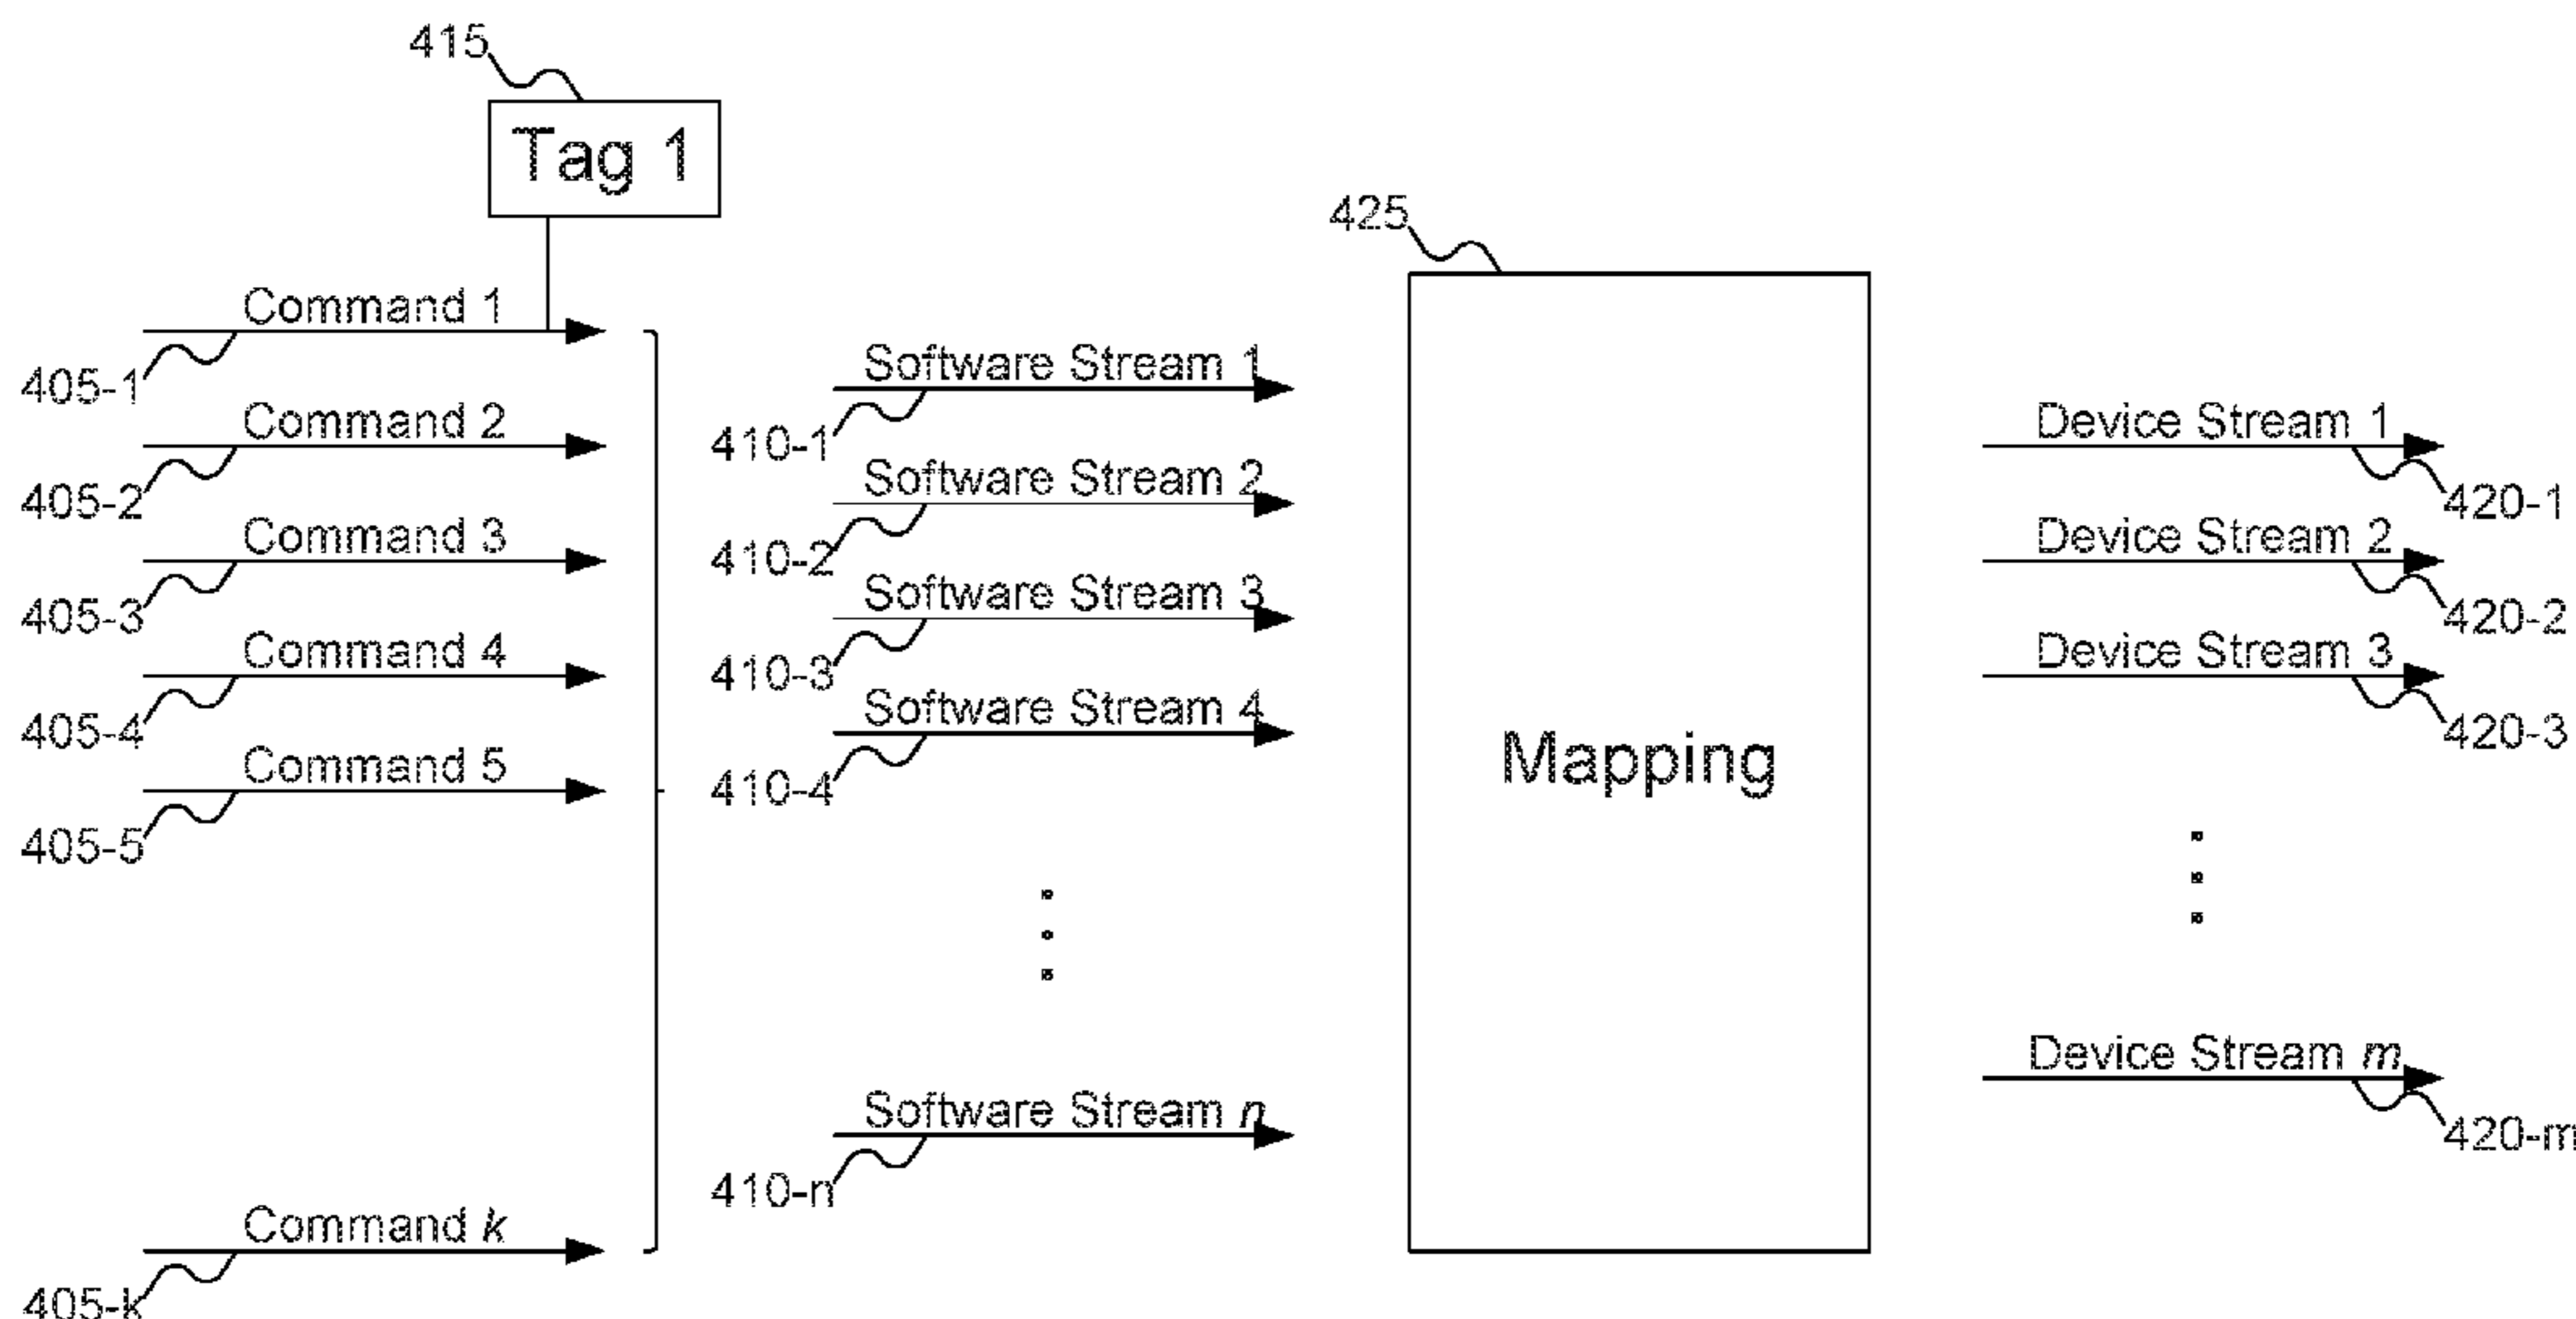 415
Tag 1
425
Command 1
405-1
Command 2
405-2
Command 3
405-3
Command 4
405-4
Command 5
405-5
Command k
405-k
Software Stream 1
410-1
Software Stream 2
410-2
Software Stream 3
410-3
Software Stream 4
410-4
Software Stream n
410-n
Mapping
Device Stream 1
420-1
Device Stream 2
420-2
Device Stream 3
420-3
Device Stream m
420-m